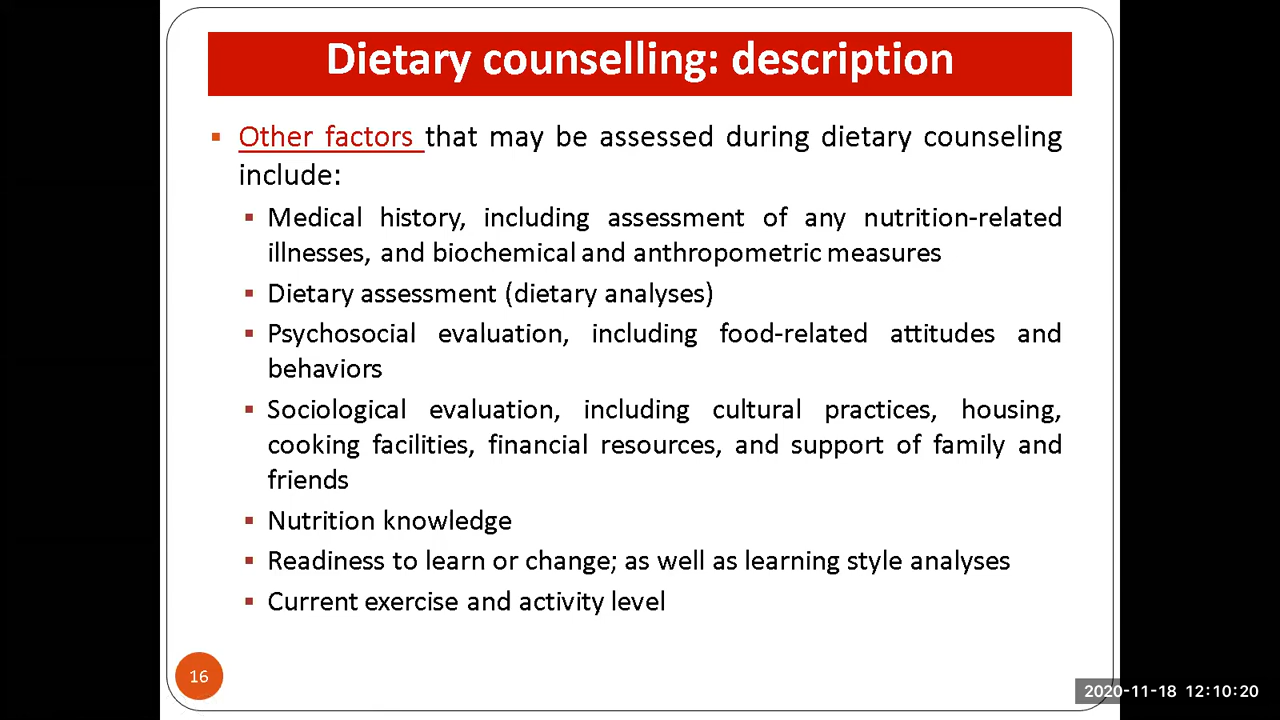 Dietary counselling: description
Other factors that may be assessed during dietary counseling
include:
Medical history, including assessment of any nutrition-related
illnesses, and biochemical and anthropometric measures
Dietary assessment (dietary analyses)
Psychosocial evaluation, including food-related attitudes and
behaviors
Sociological evaluation, including cultural practices, housing,
cooking facilities, financial resources, and support of family and
friends
Nutrition knowledge
Readiness to learn or change; as well as learning style analyses
Current exercise and activity level
16
2020-11-18 12:10:20